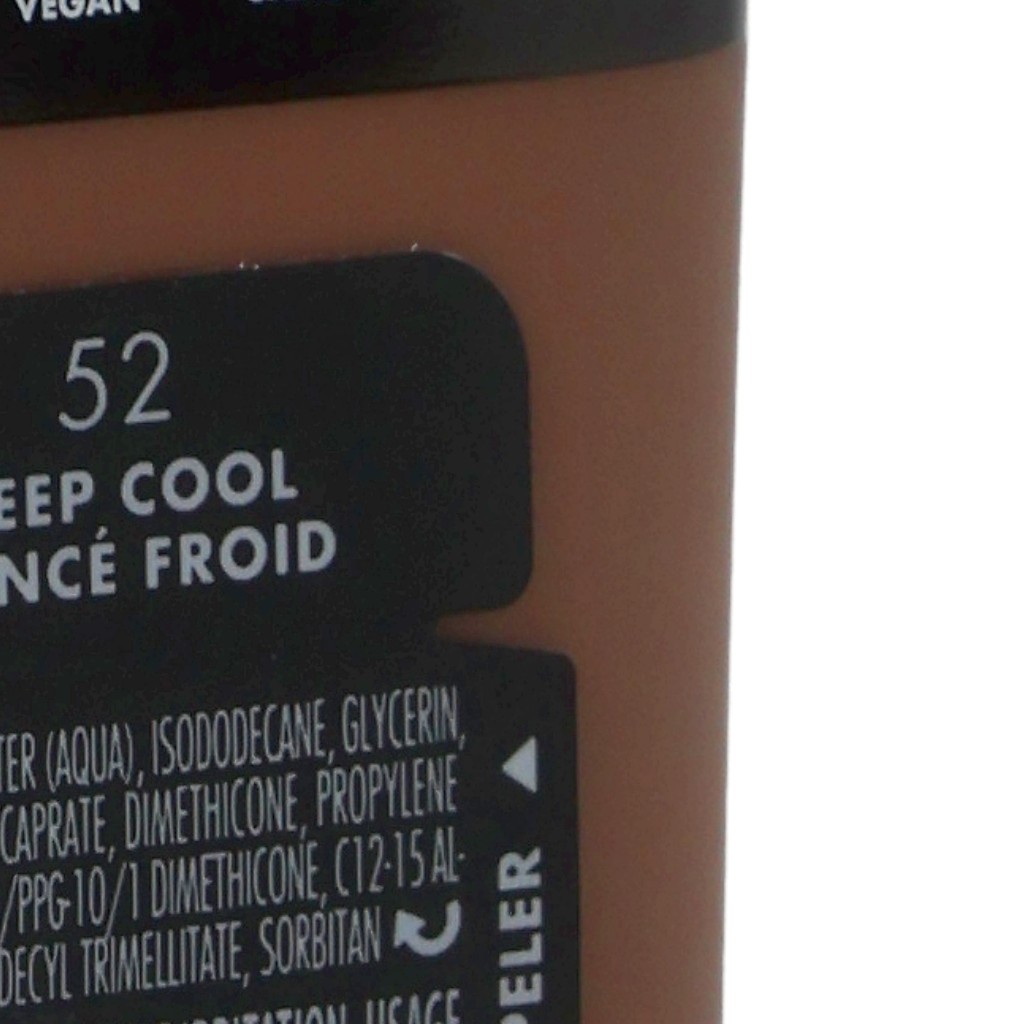 VEGAN
52
EEP COOL
NCÉ FROID
TER (AQUA), ISODODECANE, GLYCERIN,
CAPRATE, DIMETHICONE, PROPYLENE
/PPG-10/1 DIMETHICONE, C12-15 AL-
DECYL TRIMELLITATE, SORBITAN
USAGE
PELER